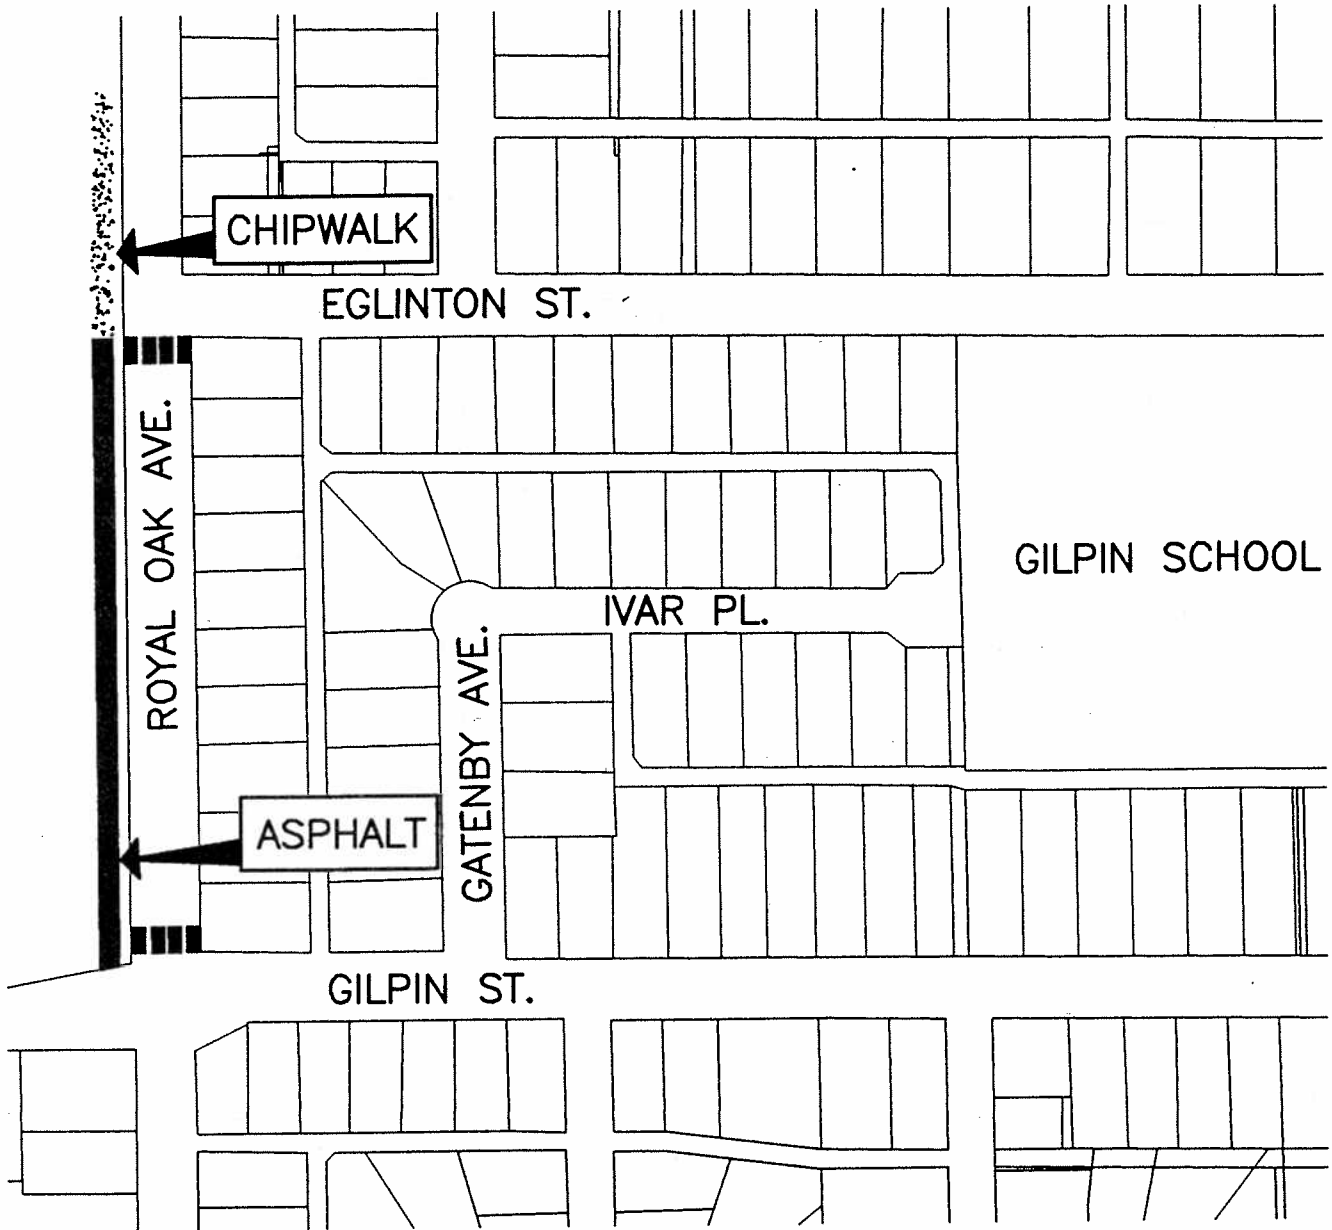 CHIPWALK
EGLINTON ST.
ROYAL OAK AVE.
GILPIN SCHOOL
IVAR PL.
GATENBY AVE.
ASPHALT
GILPIN ST.